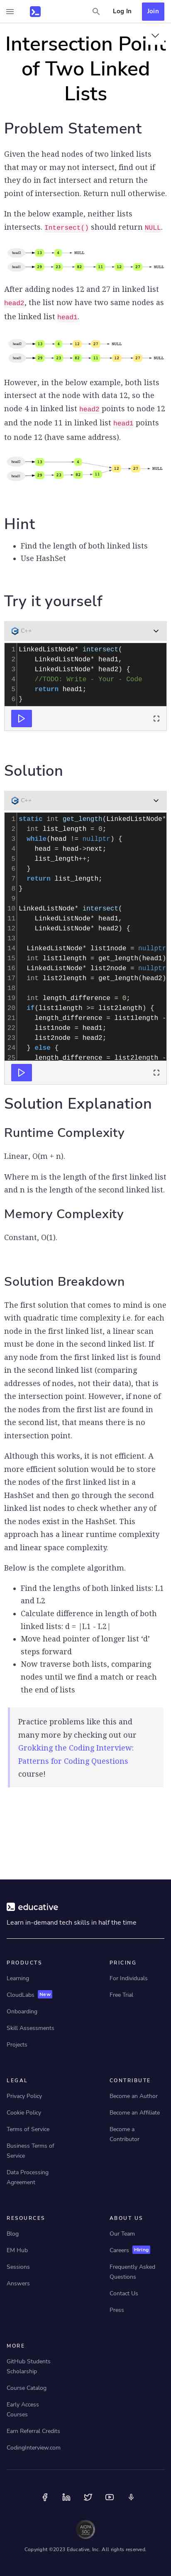 Log In
Join
Intersection Point
of Two Linked
Lists
Problem Statement
Given the head nodes of two linked lists
that may or may not intersect, find out if
they do in fact intersect and return the
point of intersection. Return null otherwise.
In the below example, neither lists
intersects. Intersect() should return NULL.
head2 13 4 NULL
head1 29 23 82 11 12 27 NULL
After adding nodes 12 and 27 in linked list
head2, the list now have two same nodes as
the linked list head1.
head2 13 4 12 27 NULL
head1 29 23 82 11 12 27 NULL
However, in the below example, both lists
intersect at the node with data 12, so the
node 4 in linked list head2 points to node 12
and the node 11 in linked list head1 points
to node 12 (have same address).
head2 13 4
12 27 NULL
head1 29 23 82 11
Hint
Find the length of both linked lists
Use HashSet
Try it yourself
C++
1 LinkedListNode* intersect(
2 LinkedListNode* head1,
3 LinkedListNode* head2) {
4 //TODO: Write - Your - Code
5 return head1;
6 }
Solution
C++
1 static int get_length(LinkedListNode*
2 int list_length = 0;
3 while(head != nullptr) {
4 head = head->next;
5 list_length++;
6 }
7 return list_length;
8 }
9
10 LinkedListNode* intersect(
11 LinkedListNode* head1,
12 LinkedListNode* head2) {
13
14 LinkedListNode* list1node = nullptr
15 int list1length = get_length(head1)
16 LinkedListNode* list2node = nullptr
17 int list2length = get_length(head2)
18
19 int length_difference = 0;
20 if(list1length >= list2length) {
21 length_difference = list1length -
22 list1node = head1;
23 list2node = head2;
24 } else {
25 length_difference = list2length -
Solution Explanation
Runtime Complexity
Linear, O(m + n).
Where m is the length of the first linked list
and n is the length of the second linked list.
Memory Complexity
Constant, O(1).
Solution Breakdown
The first solution that comes to mind is one
with quadratic time complexity i.e. for each
node in the first linked list, a linear scan
must be done in the second linked list. If
any node from the first linked list is found
in the second linked list (comparing
addresses of nodes, not their data), that is
the intersection point. However, if none of
the nodes from the first list are found in
the second list, that means there is no
intersection point.
Although this works, it is not efficient. A
more efficient solution would be to store
the nodes of the first linked list in a
HashSet and then go through the second
linked list nodes to check whether any of
the nodes exist in the HashSet. This
approach has a linear runtime complexity
and linear space complexity.
Below is the complete algorithm.
Find the lengths of both linked lists: L1
and L2
Calculate difference in length of both
linked lists: d = |L1 - L2|
Move head pointer of longer list ‘d’
steps forward
Now traverse both lists, comparing
nodes until we find a match or reach
the end of lists
Practice problems like this and
many more by checking out our
Grokking the Coding Interview:
Patterns for Coding Questions
course!
educative
Learn in-demand tech skills in half the time
PRODUCTS
Learning
CloudLabs New
Onboarding
Skill Assessments
Projects
PRICING
For Individuals
Free Trial
LEGAL
Privacy Policy
Cookie Policy
Terms of Service
Business Terms of
Service
Data Processing
Agreement
CONTRIBUTE
Become an Author
Become an Affiliate
Become a
Contributor
RESOURCES
Blog
EM Hub
Sessions
Answers
ABOUT US
Our Team
Careers Hiring
Frequently Asked
Questions
Contact Us
Press
MORE
GitHub Students
Scholarship
Course Catalog
Early Access
Courses
Earn Referral Credits
CodingInterview.com
Copyright ©2023 Educative, Inc. All rights reserved.